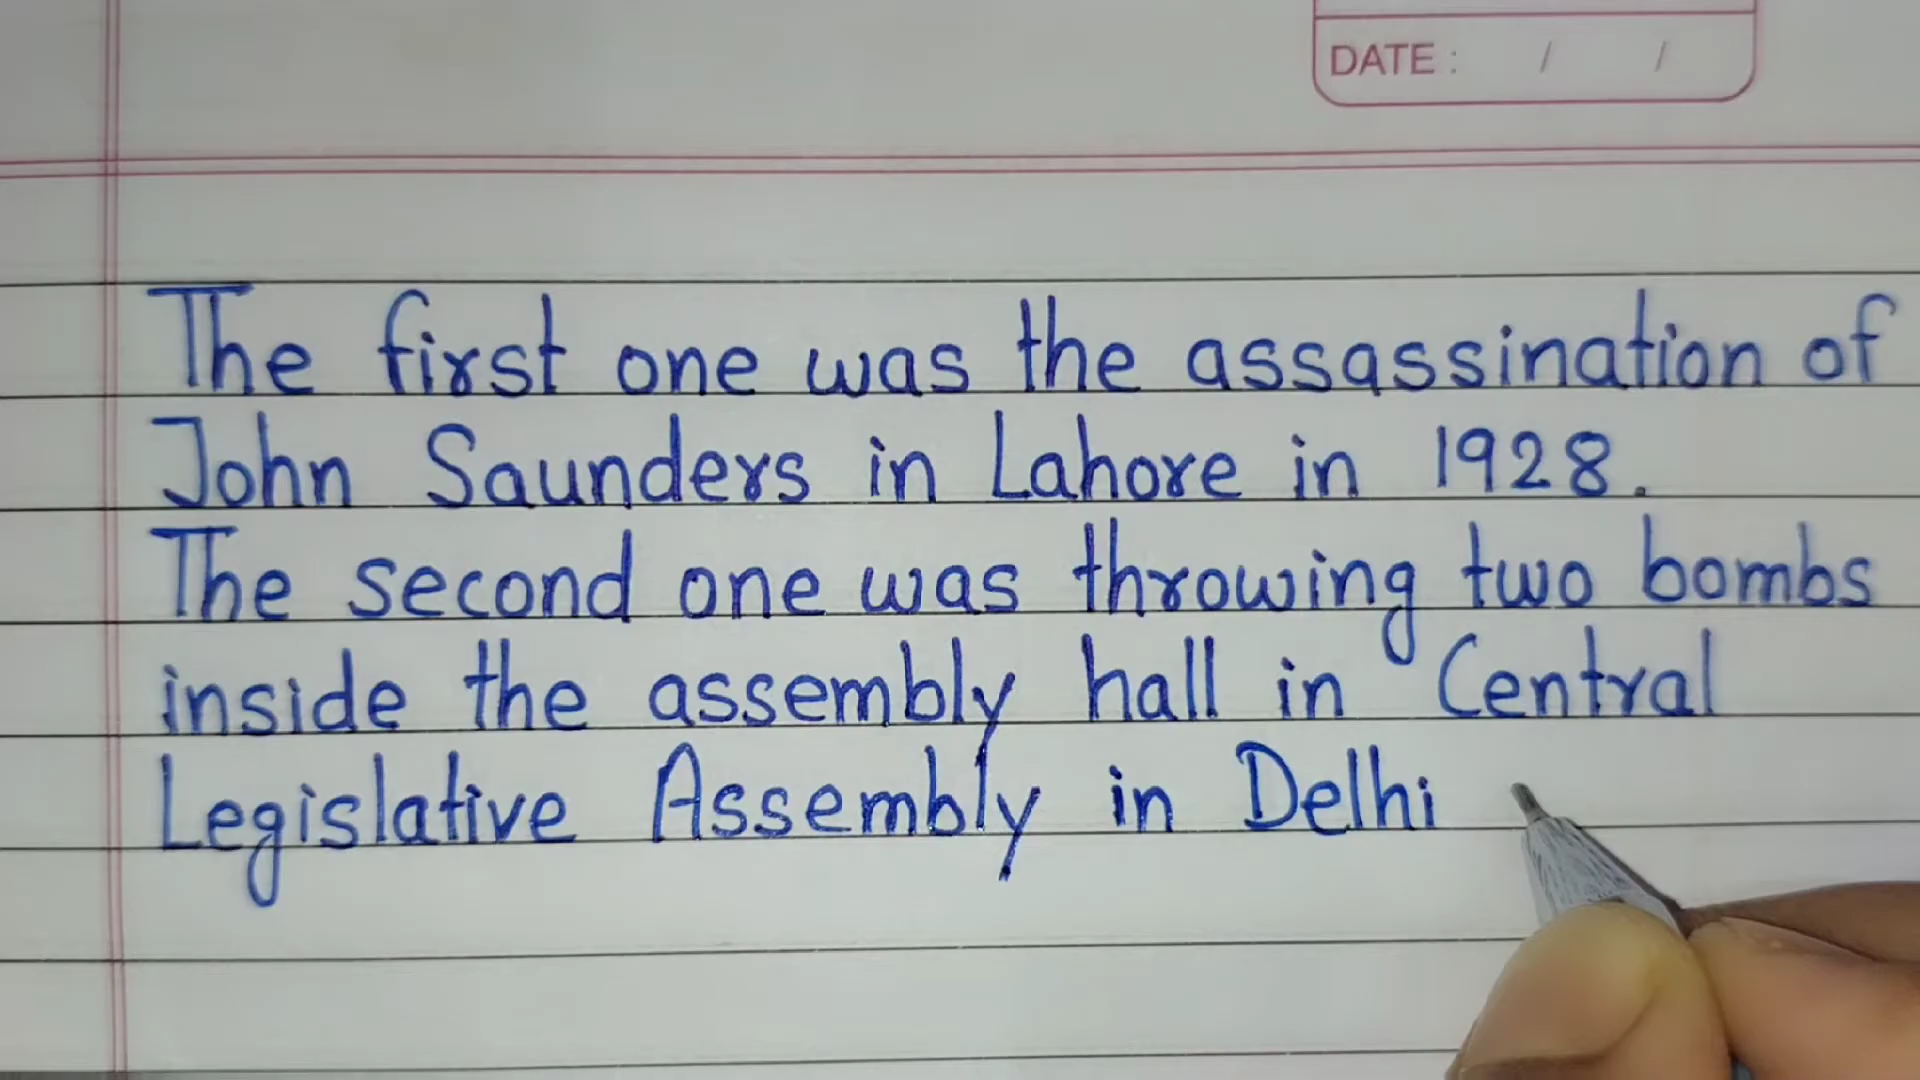 DATE : / /
The first one was the assassination of
John Saunders in Lahore in 1928.
The second one was throwing two bombs
inside the assembly hall in Central
Legislative Assembly in Delhi